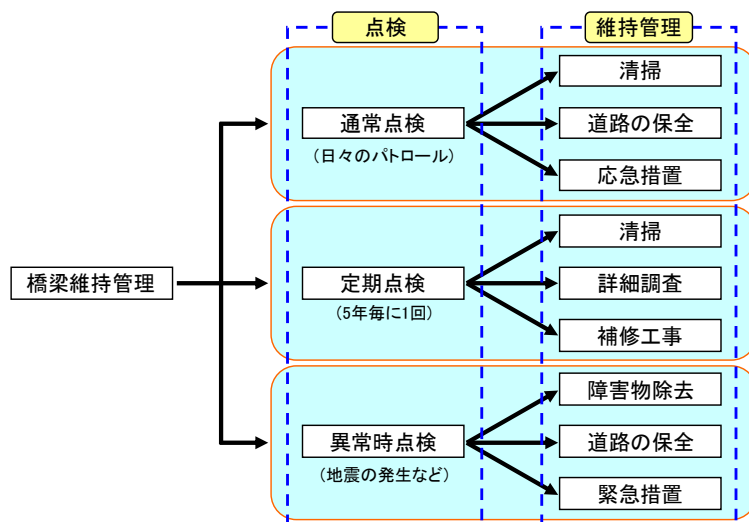 点検
維持管理
清掃
通常点検
(日々のパトロール)
道路の保全
応急措置
清掃
橋梁維持管理
定期点検
(5年毎に1回)
詳細調査
補修工事
障害物除去
異常時点検
(地震の発生など)
道路の保全
緊急措置